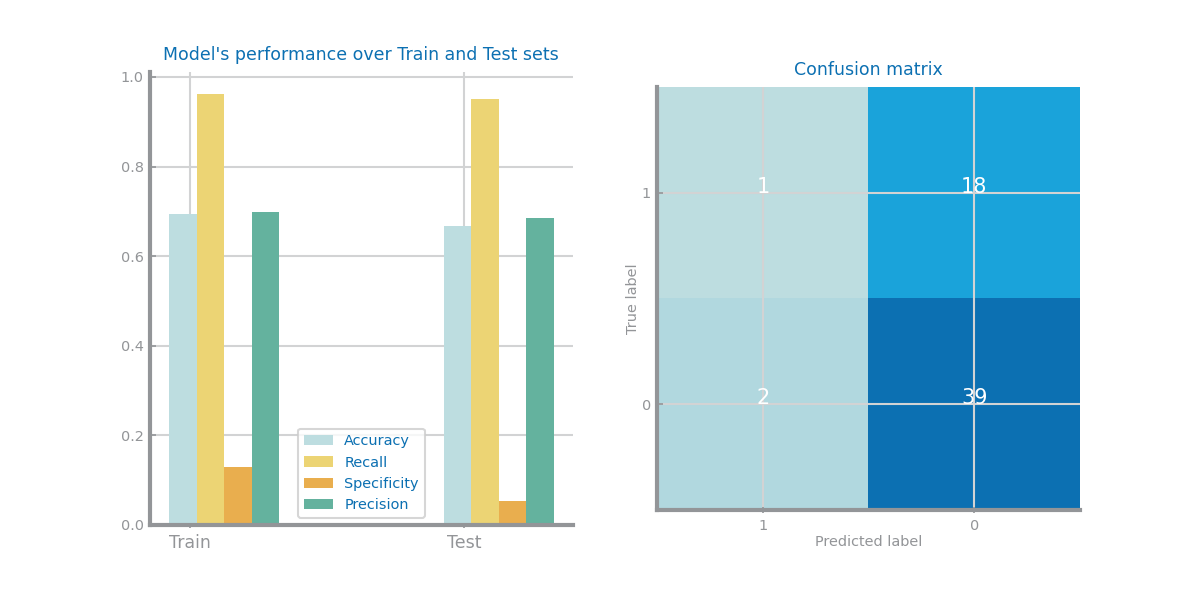 Model's performance over Train and Test sets
1.0
0.8
0.6
0.4
0.2
0.0
Accuracy
Recall
Specificity
Precision
Train
Test
Confusion matrix
True label
1
0
1
18
2
39
1
0
Predicted label